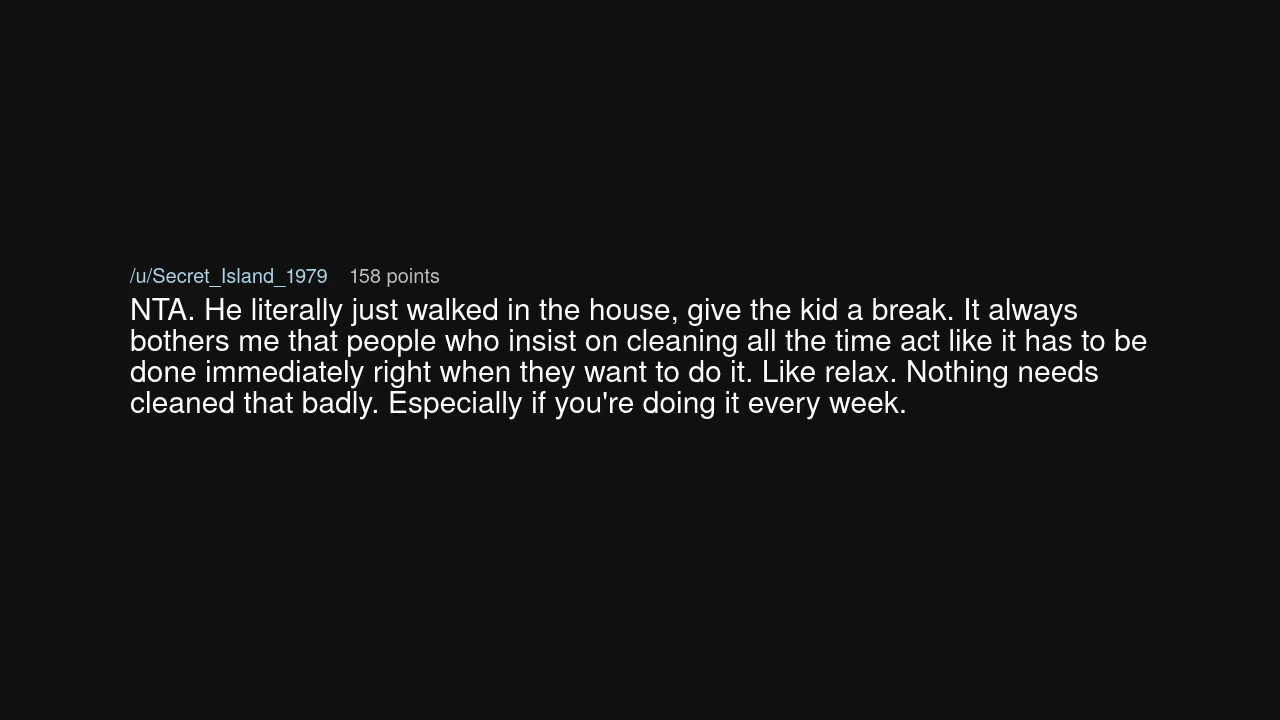 /u/Secret_Island_1979 158 points
NTA. He literally just walked in the house, give the kid a break. It always
bothers me that people who insist on cleaning all the time act like it has to be
done immediately right when they want to do it. Like relax. Nothing needs
cleaned that badly. Especially if you're doing it every week.